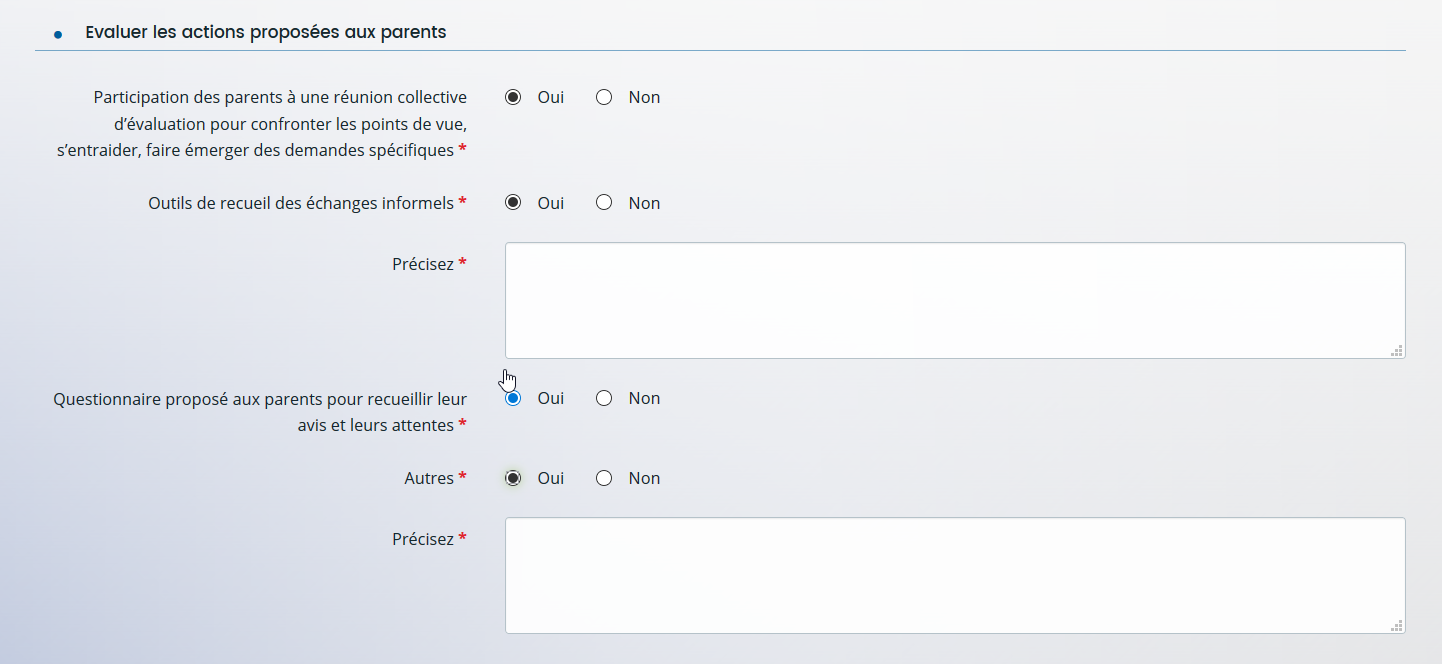 Evaluer les actions proposées aux parents
Participation des parents à une réunion collective
d’évaluation pour confronter les points de vue,
s’entraider, faire émerger des demandes spécifiques *
Oui Non
Outils de recueil des échanges informels * Oui Non
Précisez *
Questionnaire proposé aux parents pour recueillir leur
avis et leurs attentes *
Oui Non
Autres * Oui Non
Précisez *